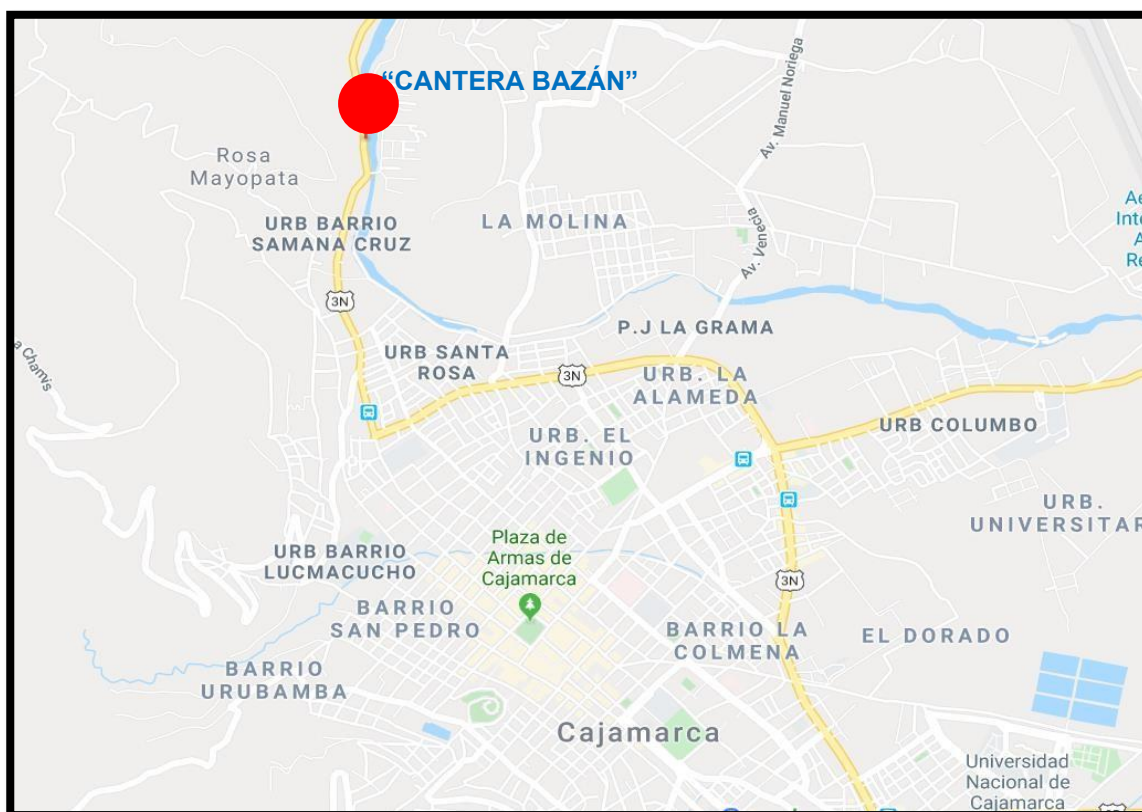 “CANTERA BAZÁN”
Av. Manuel Noriega
Rosa
Mayopata
URB BARRIO
SAMANA CRUZ
LA MOLINA
Av. Venecia
3N
P.J LA GRAMA
URB SANTA
ROSA
3N
URB. LA
ALAMEDA
URB COLUMBO
URB. EL
INGENIO
URB.
UNIVERSITAR
Plaza de
Armas de
Cajamarca
URB BARRIO
LUCMACUCHO
3N
BARRIO
SAN PEDRO
BARRIO LA
COLMENA
EL DORADO
BARRIO
URUBAMBA
Cajamarca
Universidad
Nacional de
Cajamarca